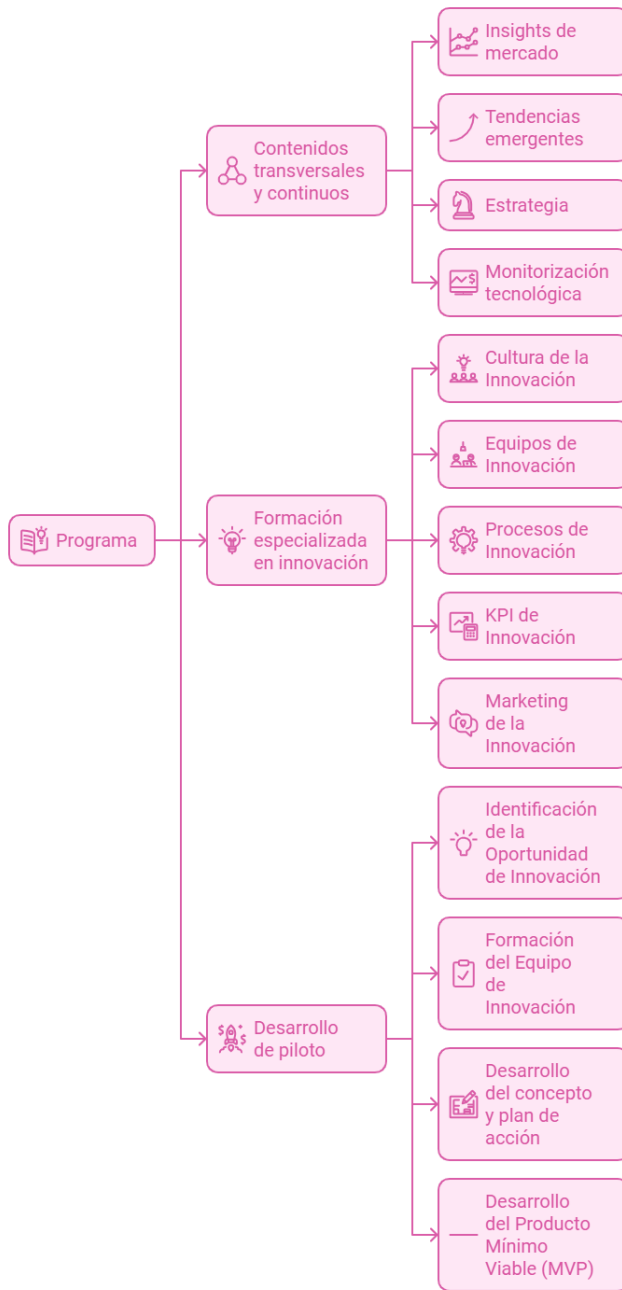 Programa
Contenidos
transversales
y continuos
Insights de
mercado
Tendencias
emergentes
Estrategia
Monitorización
tecnológica
Formación
especializada
en innovación
Cultura de la
Innovación
Equipos de
Innovación
Procesos de
Innovación
KPI de
Innovación
Marketing
de la
Innovación
Desarrollo
de piloto
Identificación
de la
Oportunidad
de Innovación
Formación
del Equipo
de
Innovación
Desarrollo
del concepto
y plan de
acción
Desarrollo
del Producto
Mínimo
Viable (MVP)